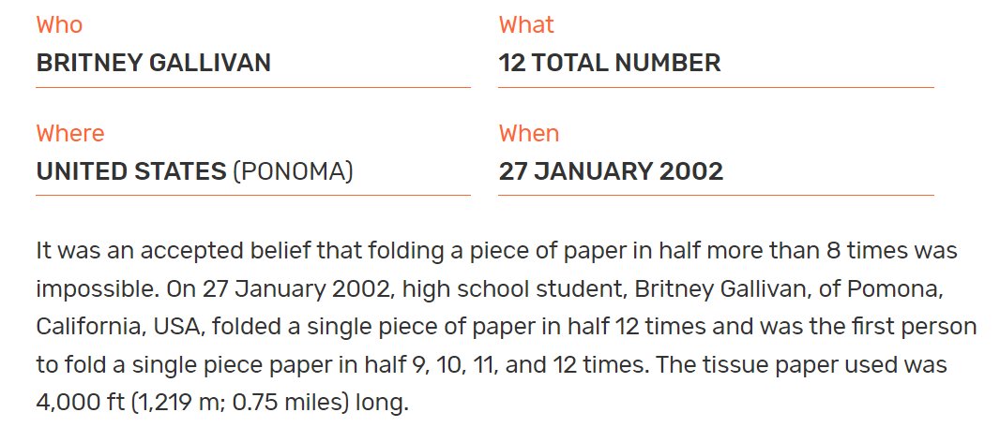 Who
BRITNEY GALLIVAN
What
12 TOTAL NUMBER
Where
UNITED STATES (PONOMA)
When
27 JANUARY 2002
It was an accepted belief that folding a piece of paper in half more than 8 times was
impossible. On 27 January 2002, high school student, Britney Gallivan, of Pomona,
California, USA, folded a single piece of paper in half 12 times and was the first person
to fold a single piece paper in half 9, 10, 11, and 12 times. The tissue paper used was
4,000 ft (1,219 m; 0.75 miles) long.